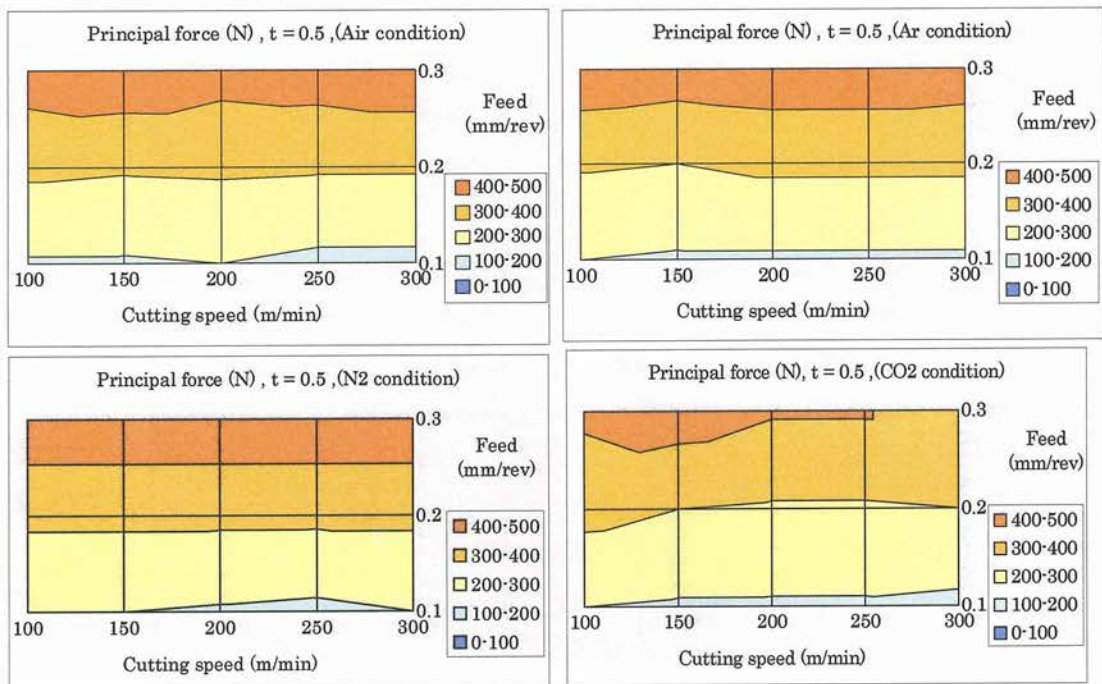 Principal force (N) , t = 0.5 ,(Air condition)
0.3
Feed
(mm/rev)
0.2
400-500
300-400
200-300
100-200
0-100
0.1
100 150 200 250 300
Cutting speed (m/min)
Principal force (N) , t = 0.5 ,(Ar condition)
0.3
Feed
(mm/rev)
0.2
400-500
300-400
200-300
100-200
0-100
0.1
100 150 200 250 300
Cutting speed (m/min)
Principal force (N) , t = 0.5 ,(N2 condition)
0.3
Feed
(mm/rev)
0.2
400-500
300-400
200-300
100-200
0-100
0.1
100 150 200 250 300
Cutting speed (m/min)
Principal force (N), t = 0.5 ,(CO2 condition)
0.3
Feed
(mm/rev)
0.2
400-500
300-400
200-300
100-200
0-100
0.1
100 150 200 250 300
Cutting speed (m/min)